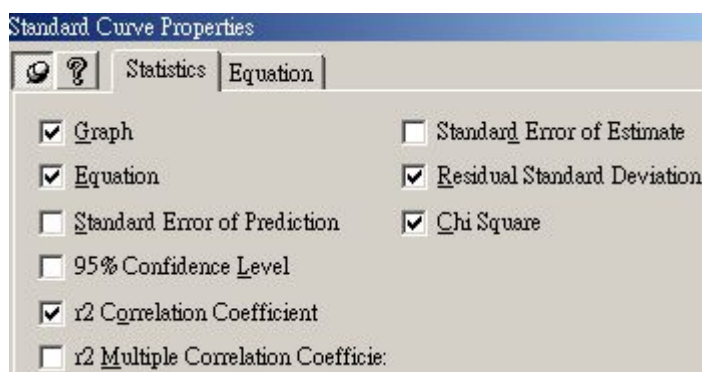 Standard Curve Properties
? Statistics Equation
Graph
Equation
Standard Error of Prediction
95% Confidence Level
r2 Correlation Coefficient
r2 Multiple Correlation Coefficie:
Standard Error of Estimate
Residual Standard Deviation
Chi Square